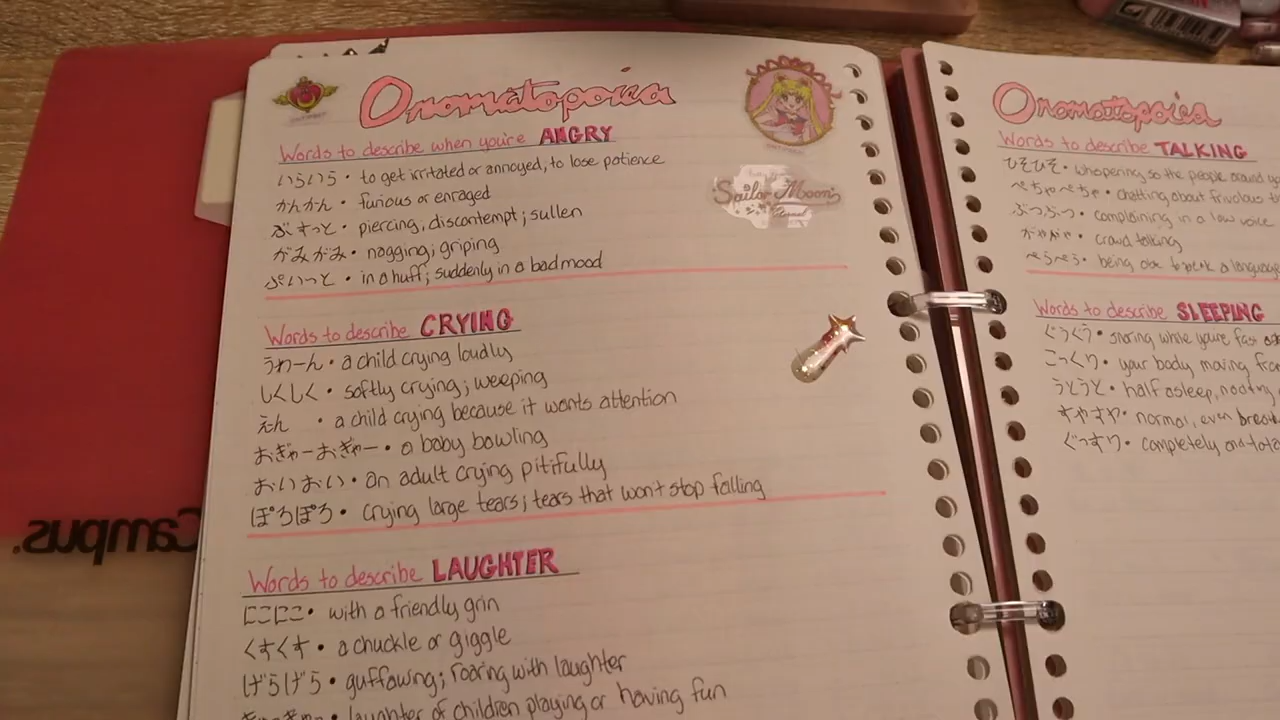 Onomatopoeia
Words to describe when you're ANGRY
いらいら • to get irritated or annoyed, to lose patience
かんかん • furious or enraged
ぶすっと • piercing, discontempt; sullen
がみがみ • nagging; griping
ぷいっと • in a huff; suddenly in a bad mood
Sailor Moon
Eternal
Words to describe CRYING
うわーん • a child crying loudly
しくしく • softly crying; weeping
えん • a child crying because it wants attention
おぎゃーおぎゃー • a baby bowling
おいおい • an adult crying pitifully
ぽろぽろ • crying large tears; tears that won't stop falling
Words to describe LAUGHTER
にこにこ • with a friendly grin
くすくす • a chuckle or giggle
げらげら • guffawing; roaring with laughter
laughter of children playing or having fun
Onomatopoeia
Words to describe TALKING
ひそひそ • whispering so the people around
ぺちゃぺちゃ • chatting about frivolous
ぶつぶつ • complaining in a low voice
がやがや • crowd talking
ぺらぺら • being able to speak a language
Words to describe SLEEPING
ぐうぐう • snoring while you're fast
こっくり • your body moving
うとうと • half asleep,
すやすや • normal, even
ぐっすり • completely and
Campus